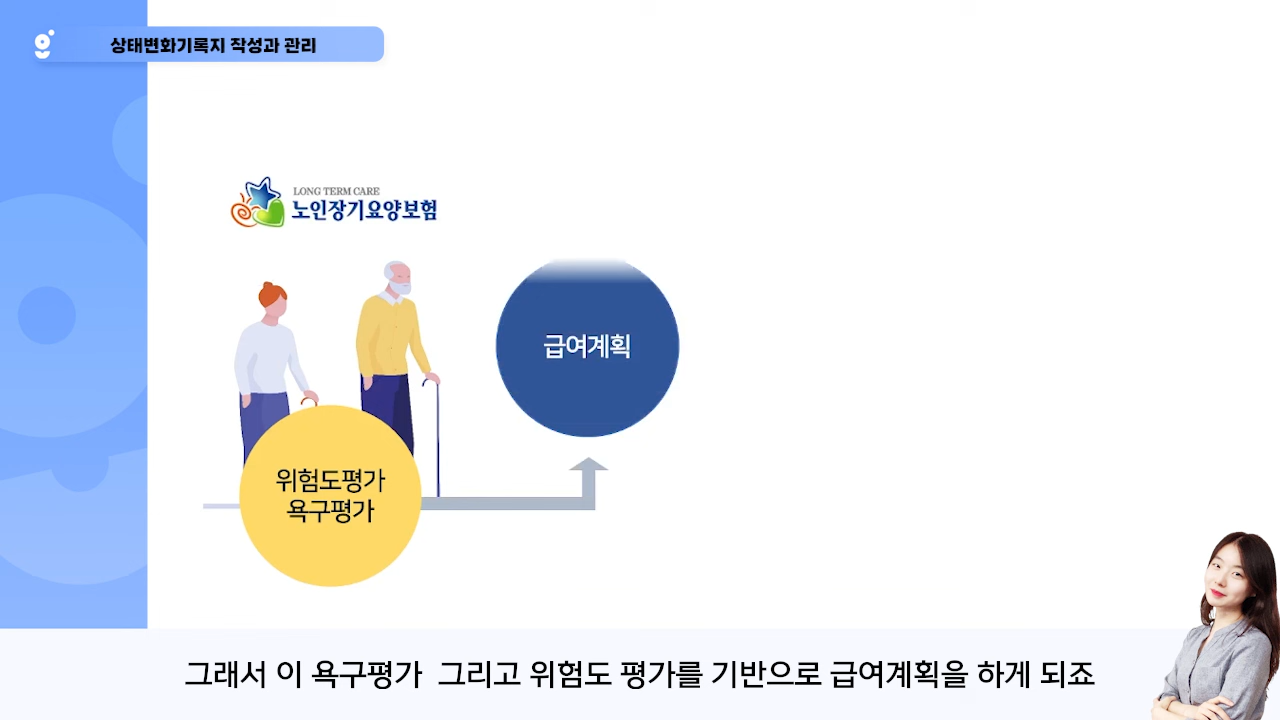 상태변화기록지 작성과 관리
LONG TERM CARE
노인장기요양보험
급여계획
위험도평가
욕구평가
그래서 이 욕구평가 그리고 위험도 평가를 기반으로 급여계획을 하게 되죠